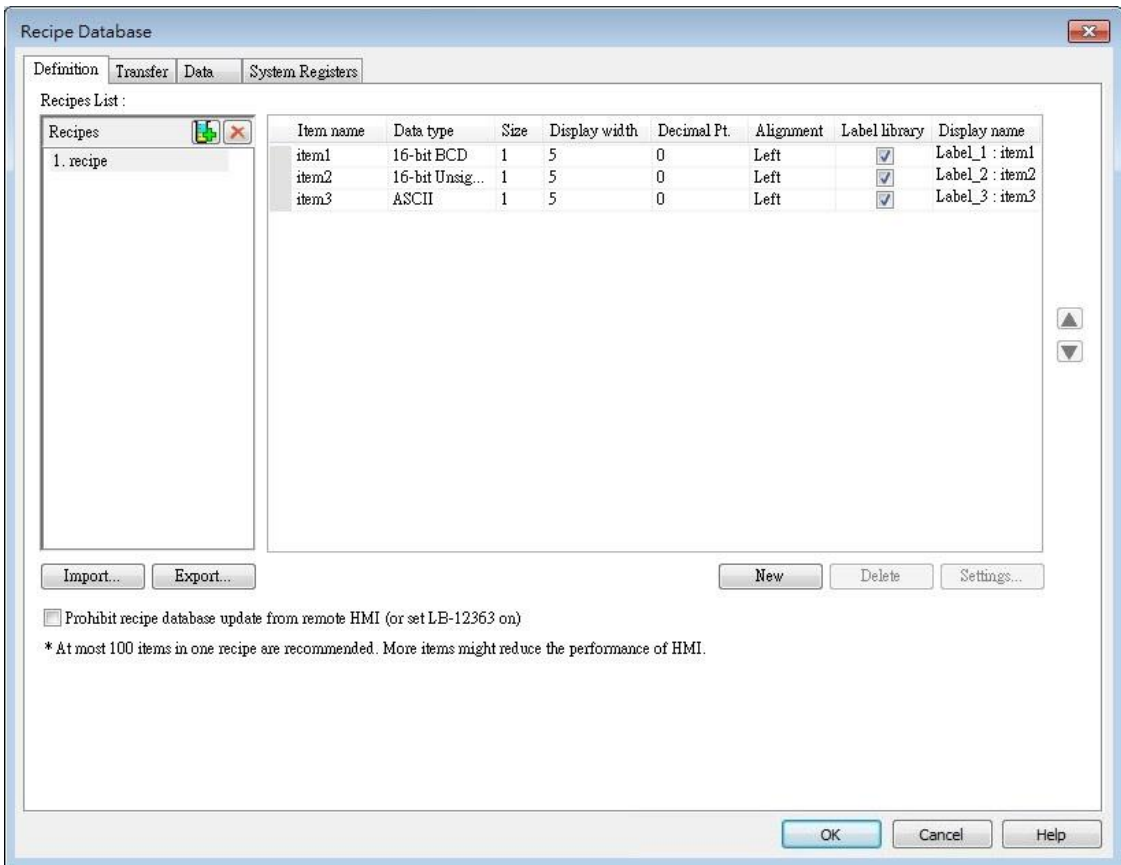 Recipe Database
Definition Transfer Data System Registers
Recipes List :
Recipes
1. recipe
Item name Data type Size Display width Decimal Pt. Alignment Label library Display name
item1 16-bit BCD 1 5 0 Left Label_1 : item1
item2 16-bit Unsig... 1 5 0 Left Label_2 : item2
item3 ASCII 1 5 0 Left Label_3 : item3
Import... Export... New Delete Settings...
Prohibit recipe database update from remote HMI (or set LB-12363 on)
* At most 100 items in one recipe are recommended. More items might reduce the performance of HMI.
OK Cancel Help